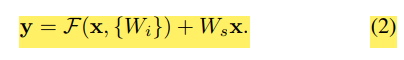 y = F(x, {W_i}) + W_s x. (2)